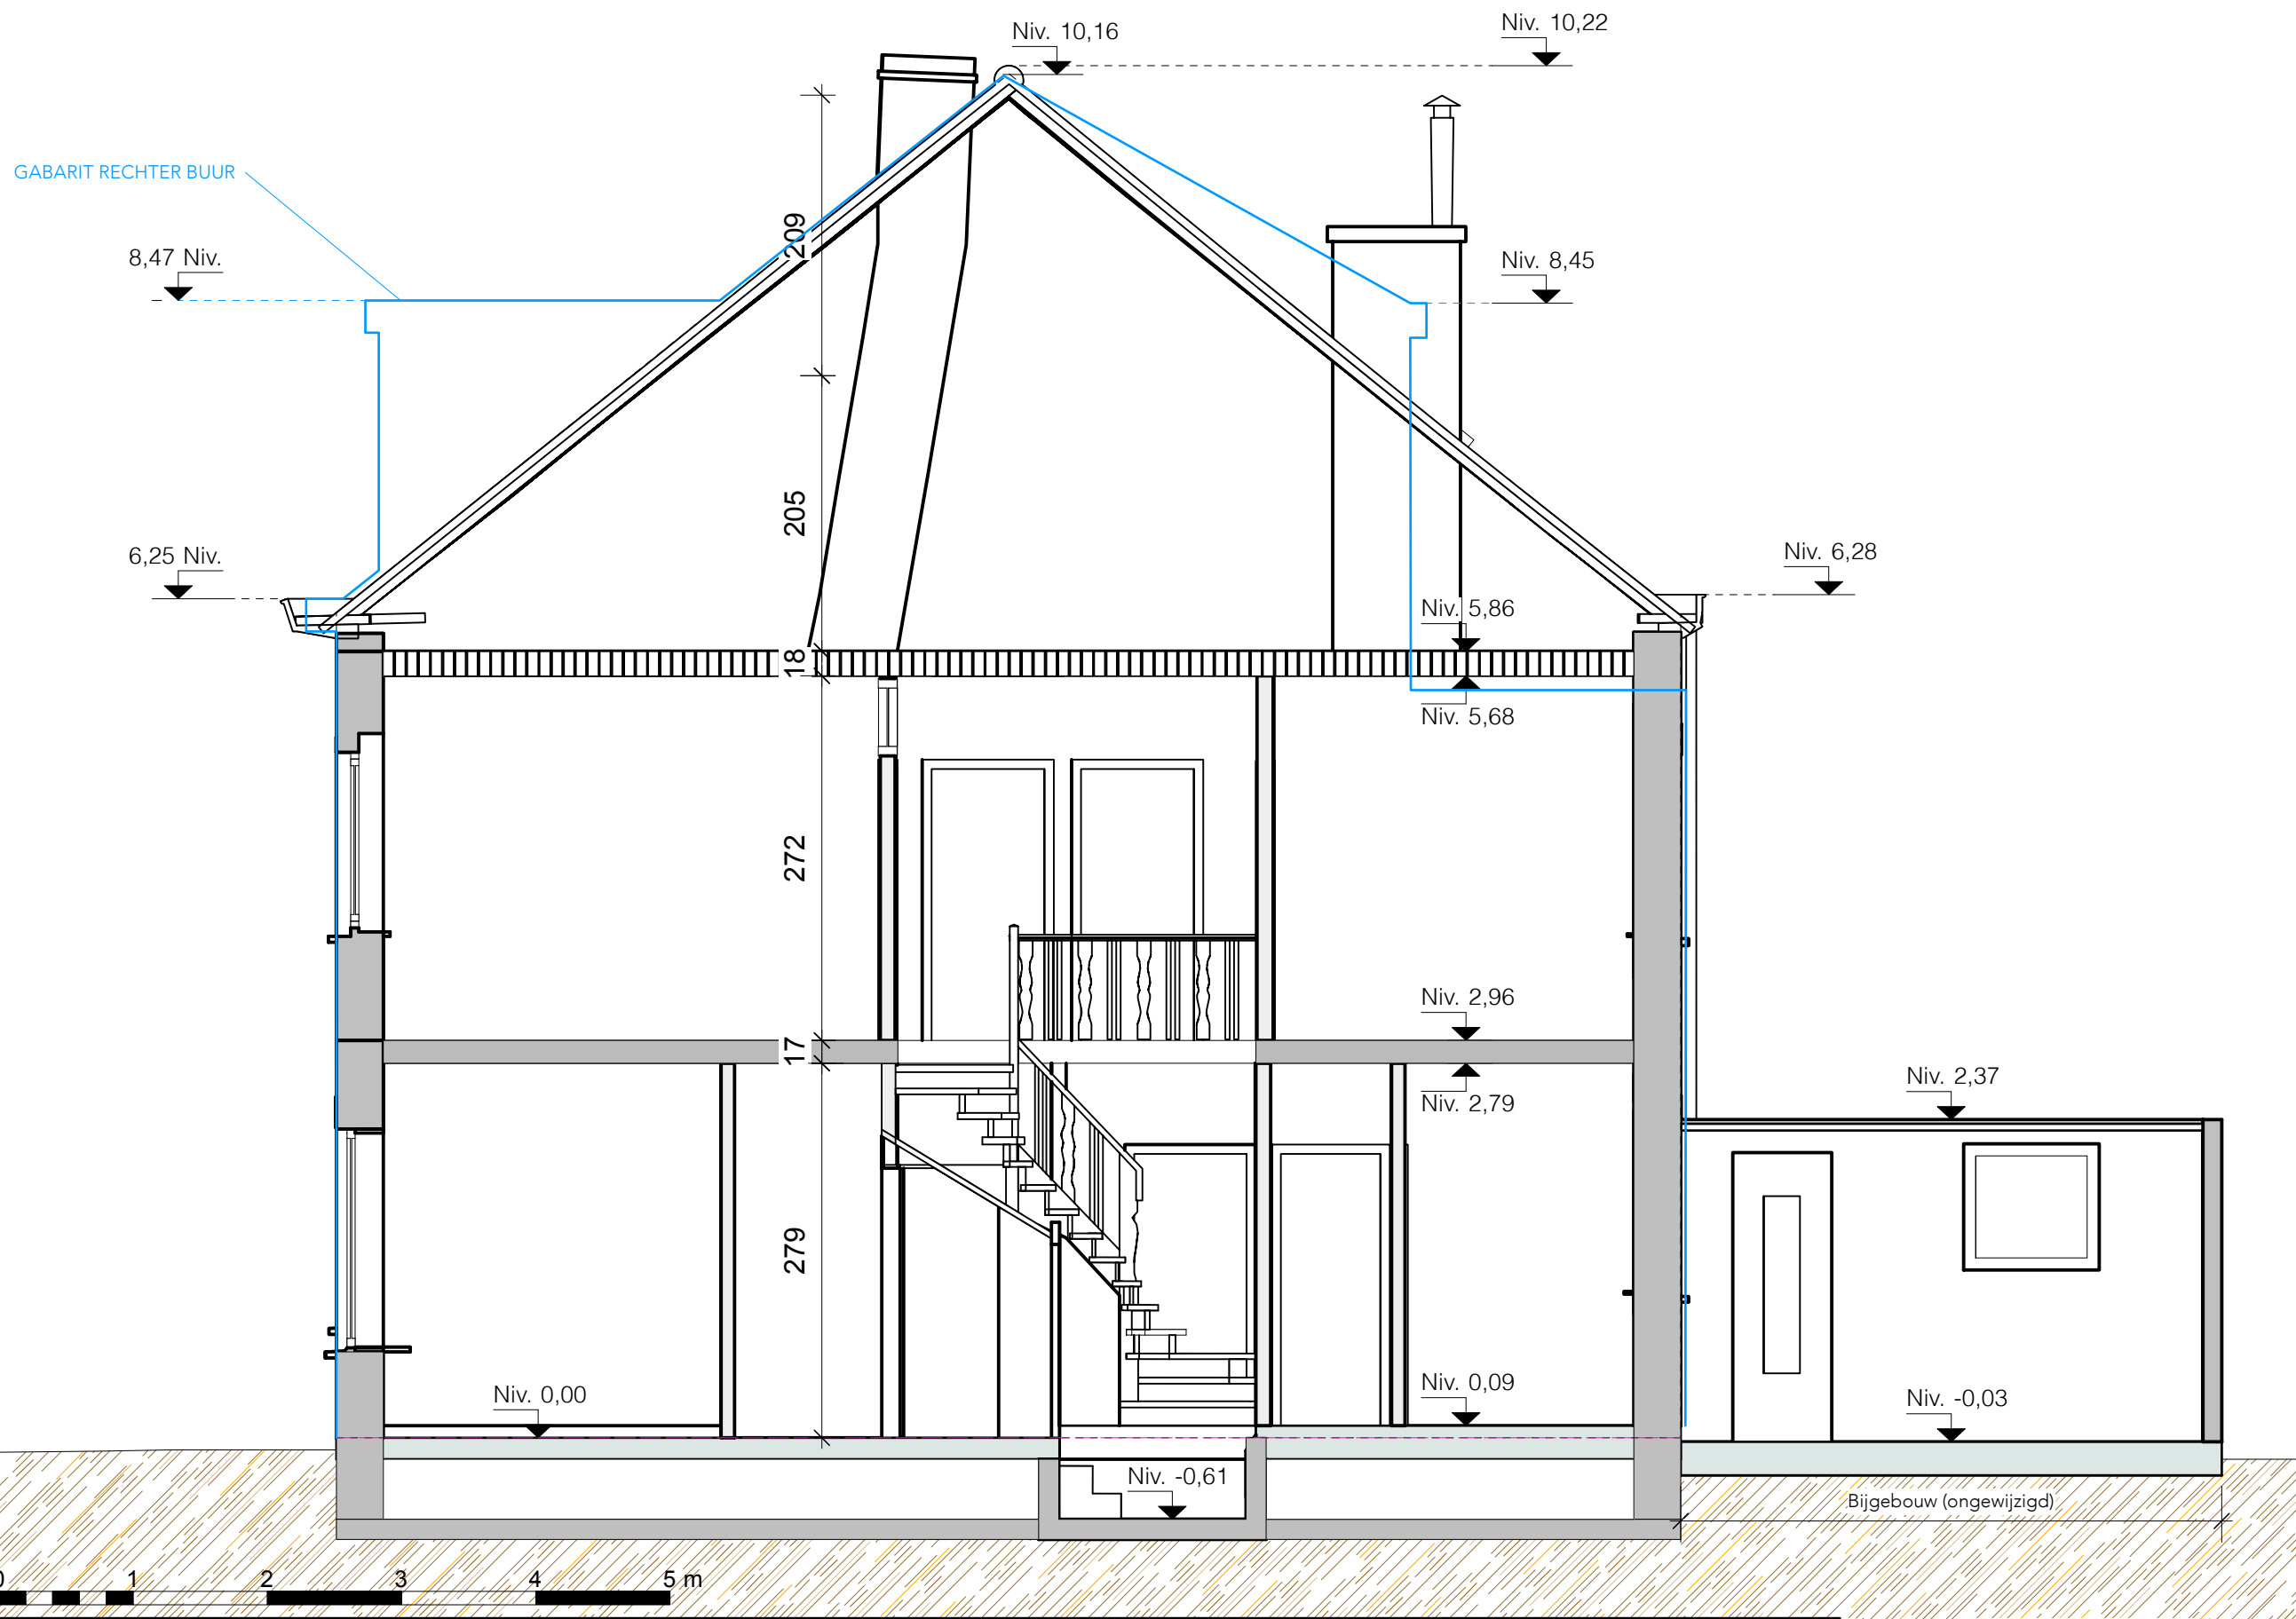 Niv. 10,22
Niv. 10,16
GABARIT RECHTER BUUR
209
8,47 Niv.
Niv. 8,45
205
6,25 Niv.
Niv. 6,28
Niv. 5,86
18
Niv. 5,68
272
Niv. 2,96
17
Niv. 2,79
Niv. 2,37
279
Niv. 0,00
Niv. 0,09
Niv. -0,03
Niv. -0,61
Bijgebouw (ongewijzigd)
0 1 2 3 4 5 m